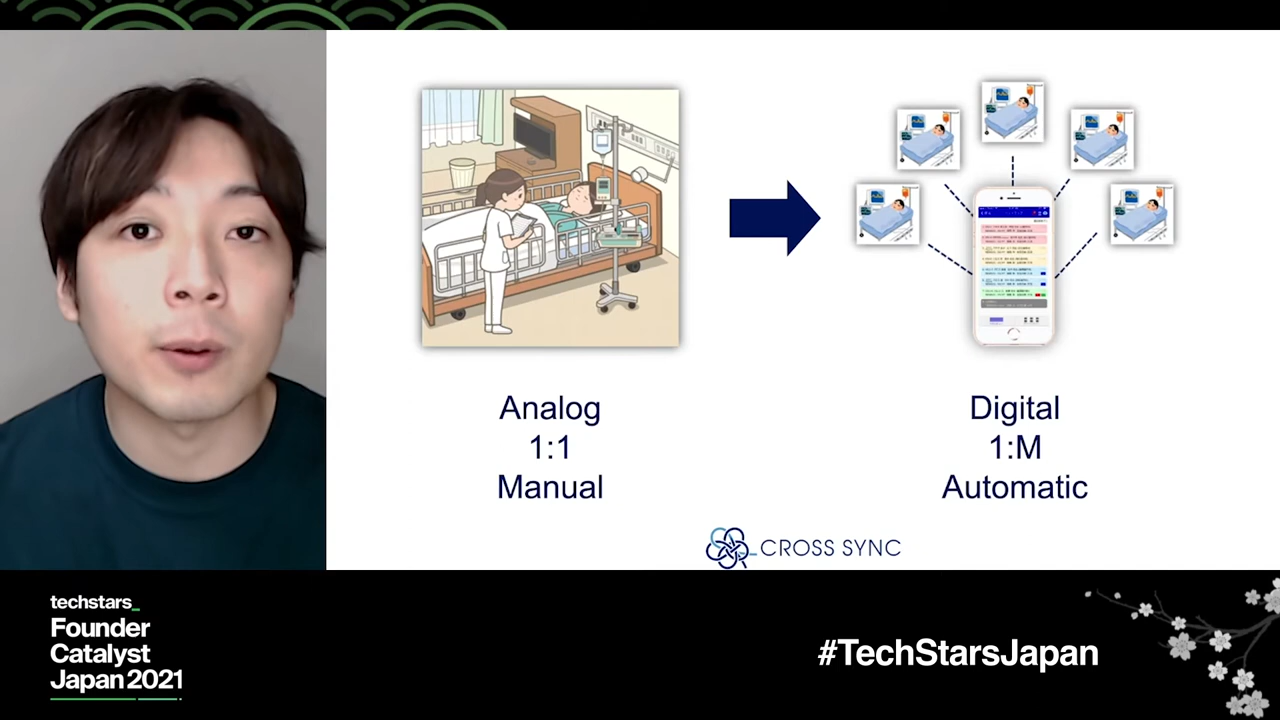 Analog
1:1
Manual
Digital
1:M
Automatic
CROSS SYNC
techstars_
Founder
Catalyst
Japan 2021
#TechStarsJapan